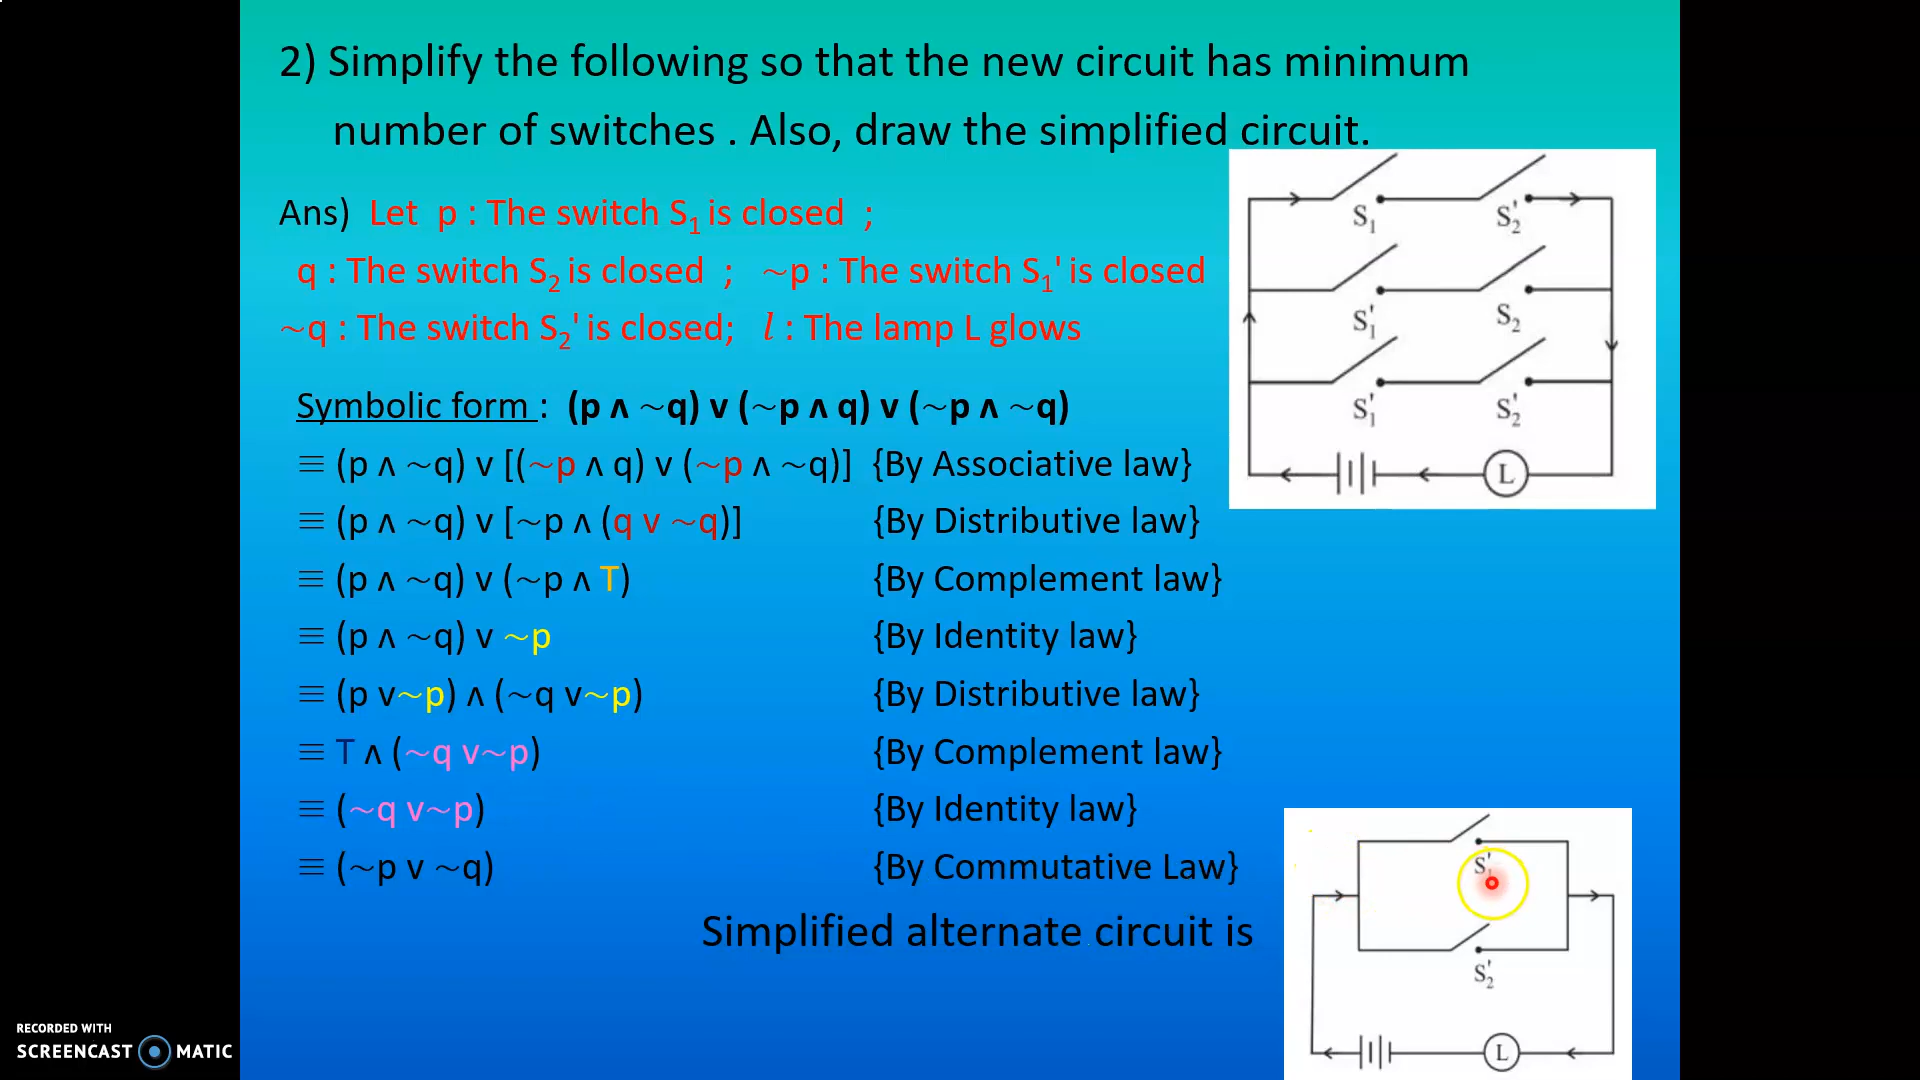 2) Simplify the following so that the new circuit has minimum
number of switches . Also, draw the simplified circuit.
Ans) Let p : The switch S₁ is closed ;
q : The switch S₂ is closed ; ~p : The switch S₁' is closed
~q : The switch S₂' is closed; l : The lamp L glows
Symbolic form : (p ʌ ~q) v (~p ʌ q) v (~p ʌ ~q)
≡ (p ʌ ~q) v [(~p ʌ q) v (~p ʌ ~q)] {By Associative law}
≡ (p ʌ ~q) v [~p ʌ (q v ~q)] {By Distributive law}
≡ (p ʌ ~q) v (~p ʌ T) {By Complement law}
≡ (p ʌ ~q) v ~p {By Identity law}
≡ (p v~p) ʌ (~q v~p) {By Distributive law}
≡ T ʌ (~q v~p) {By Complement law}
≡ (~q v~p) {By Identity law}
≡ (~p v ~q) {By Commutative Law}
Simplified alternate circuit is
S₁ S₂'
S₁' S₂
S₁' S₂'
L
S₁'
S₂'
L
RECORDED WITH
SCREENCAST MATIC